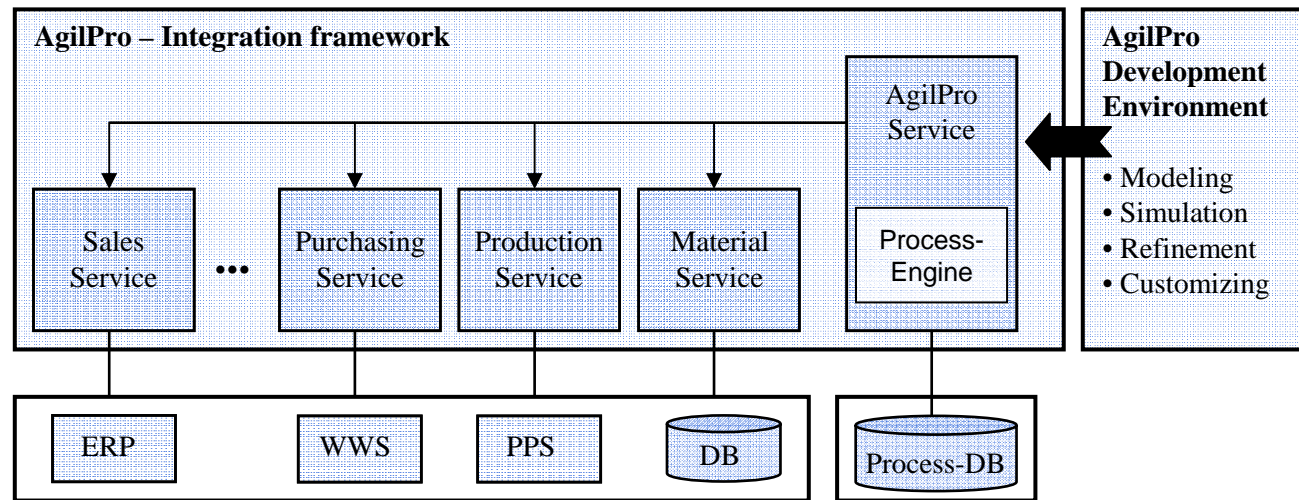 AgilPro – Integration framework
AgilPro
Service
Process-
Engine
Sales
Service
...
Purchasing
Service
Production
Service
Material
Service
AgilPro
Development
Environment
• Modeling
• Simulation
• Refinement
• Customizing
ERP
WWS
PPS
DB
Process-DB